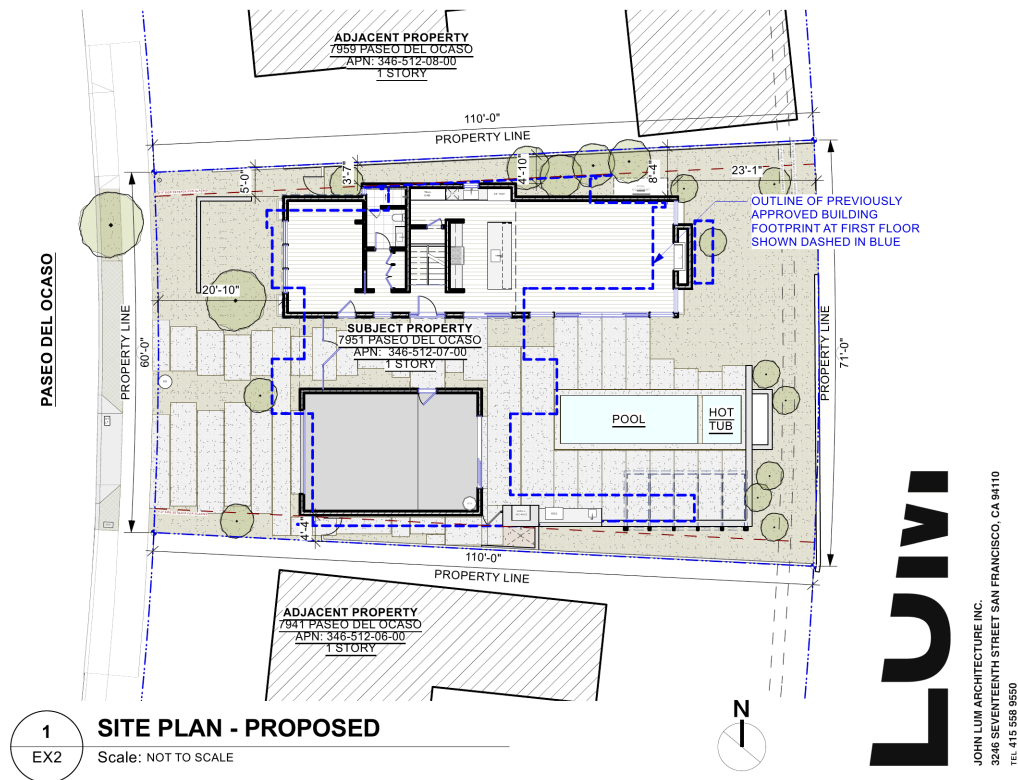 ADJACENT PROPERTY
7959 PASEO DEL OCASO
APN: 346-512-08-00
1 STORY
110'-0"
PROPERTY LINE
5'-0"
3'-7"
4'-10"
8'-4"
23'-1"
OUTLINE OF PREVIOUSLY
APPROVED BUILDING
FOOTPRINT AT FIRST FLOOR
SHOWN DASHED IN BLUE
PASEO DEL OCASO
PROPERTY LINE
60'-0"
20'-10"
SUBJECT PROPERTY
7951 PASEO DEL OCASO
APN: 346-512-07-00
1 STORY
PROPERTY LINE
71'-0"
POOL
HOT
TUB
4'-4"
110'-0"
PROPERTY LINE
ADJACENT PROPERTY
7941 PASEO DEL OCASO
APN: 346-512-06-00
1 STORY
1
EX2
SITE PLAN - PROPOSED
Scale: NOT TO SCALE
N
LUM
JOHN LUM ARCHITECTURE INC.
3246 SEVENTEENTH STREET SAN FRANCISCO, CA 94110
TEL 415 558 9550